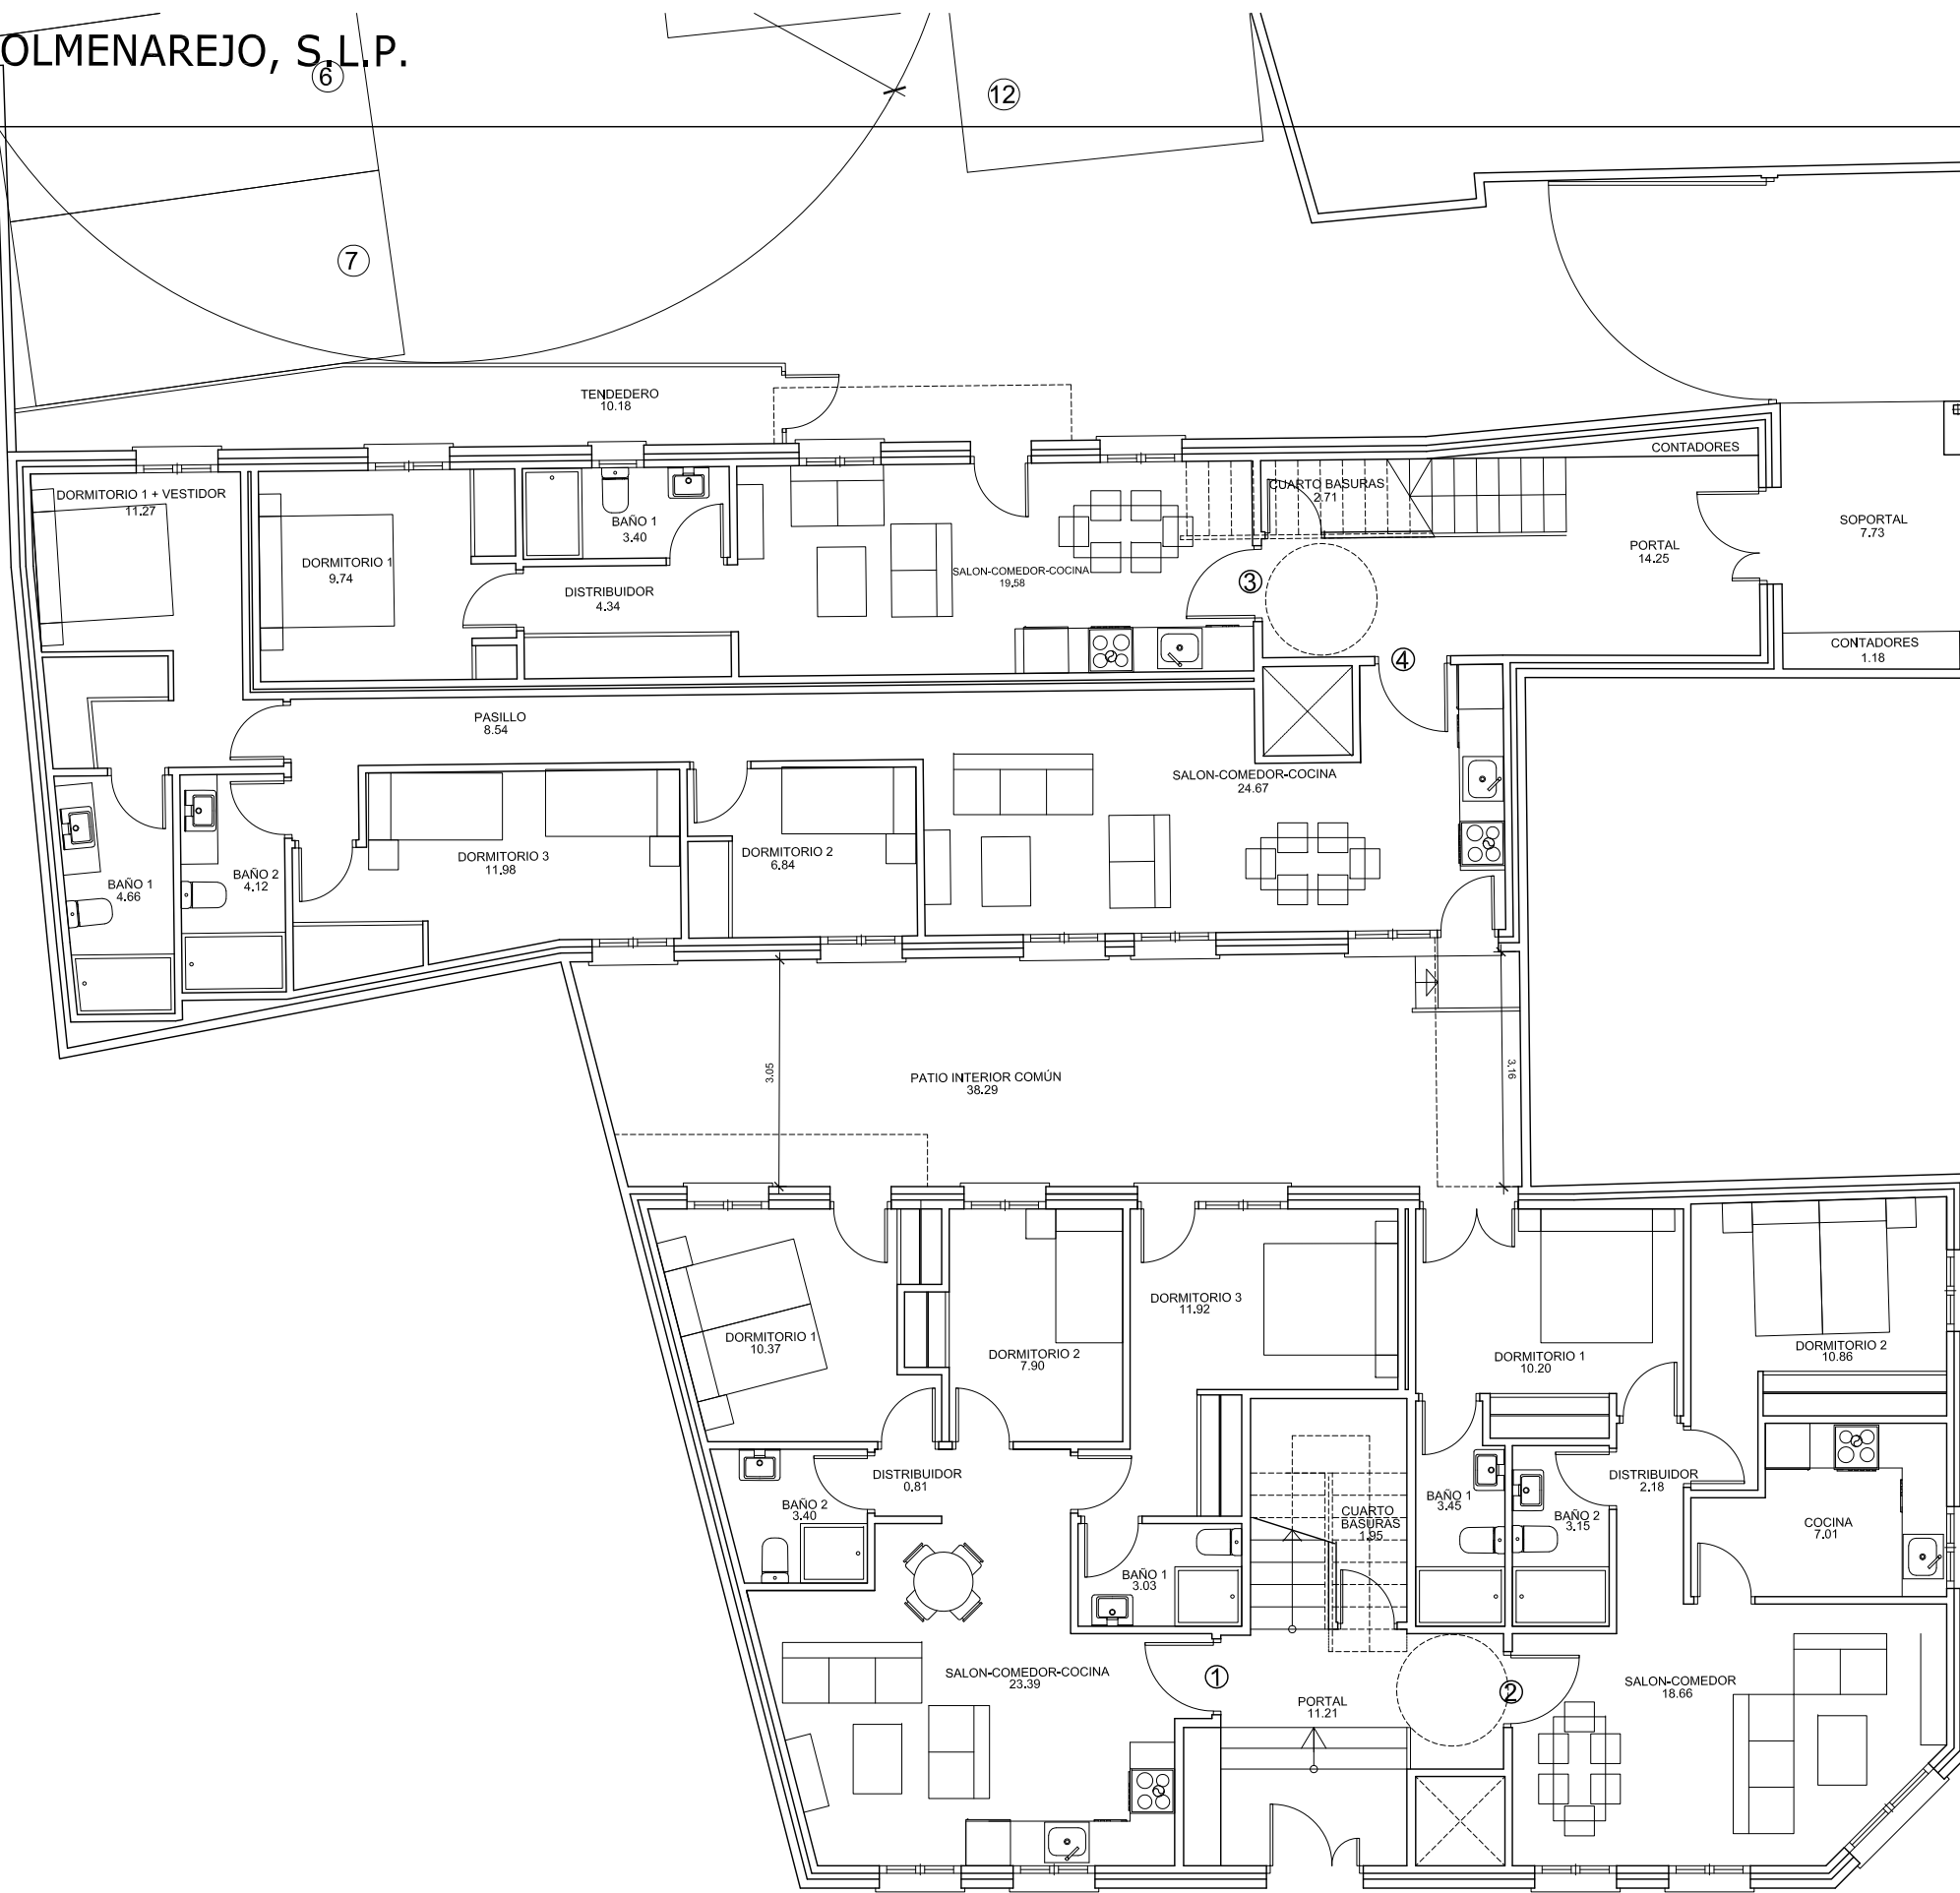 OLMENAREJO, S.L.P.
6
12
7
TENDEDERO
10.18
CONTADORES
DORMITORIO 1 + VESTIDOR
11.27
CUARTO BASURAS
2.71
BAÑO 1
3.40
SOPORTAL
7.73
PORTAL
14.25
DORMITORIO 1
9.74
SALON-COMEDOR-COCINA
19.58
3
DISTRIBUIDOR
4.34
CONTADORES
1.18
4
PASILLO
8.54
SALON-COMEDOR-COCINA
24.67
DORMITORIO 3
11.98
DORMITORIO 2
6.84
BAÑO 1
4.66
BAÑO 2
4.12
3.05
PATIO INTERIOR COMÚN
38.29
3.16
DORMITORIO 3
11.92
DORMITORIO 1
10.37
DORMITORIO 2
7.90
DORMITORIO 1
10.20
DORMITORIO 2
10.86
DISTRIBUIDOR
0.81
DISTRIBUIDOR
2.18
BAÑO 2
3.40
CUARTO
BASURAS
1.95
BAÑO 1
3.45
BAÑO 2
3.15
COCINA
7.01
BAÑO 1
3.03
SALON-COMEDOR-COCINA
23.39
1
PORTAL
11.21
2
SALON-COMEDOR
18.66